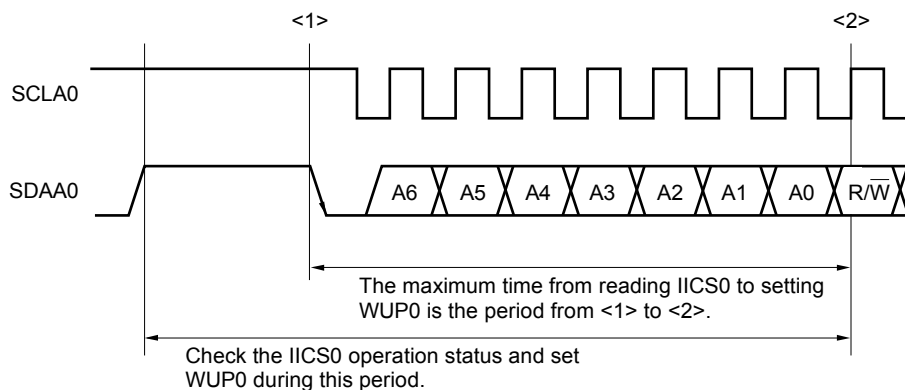 <1>
<2>
SCLA0
SDAA0
A6 A5 A4 A3 A2 A1 A0 R/W̅
The maximum time from reading IICS0 to setting
WUP0 is the period from <1> to <2>.
Check the IICS0 operation status and set
WUP0 during this period.